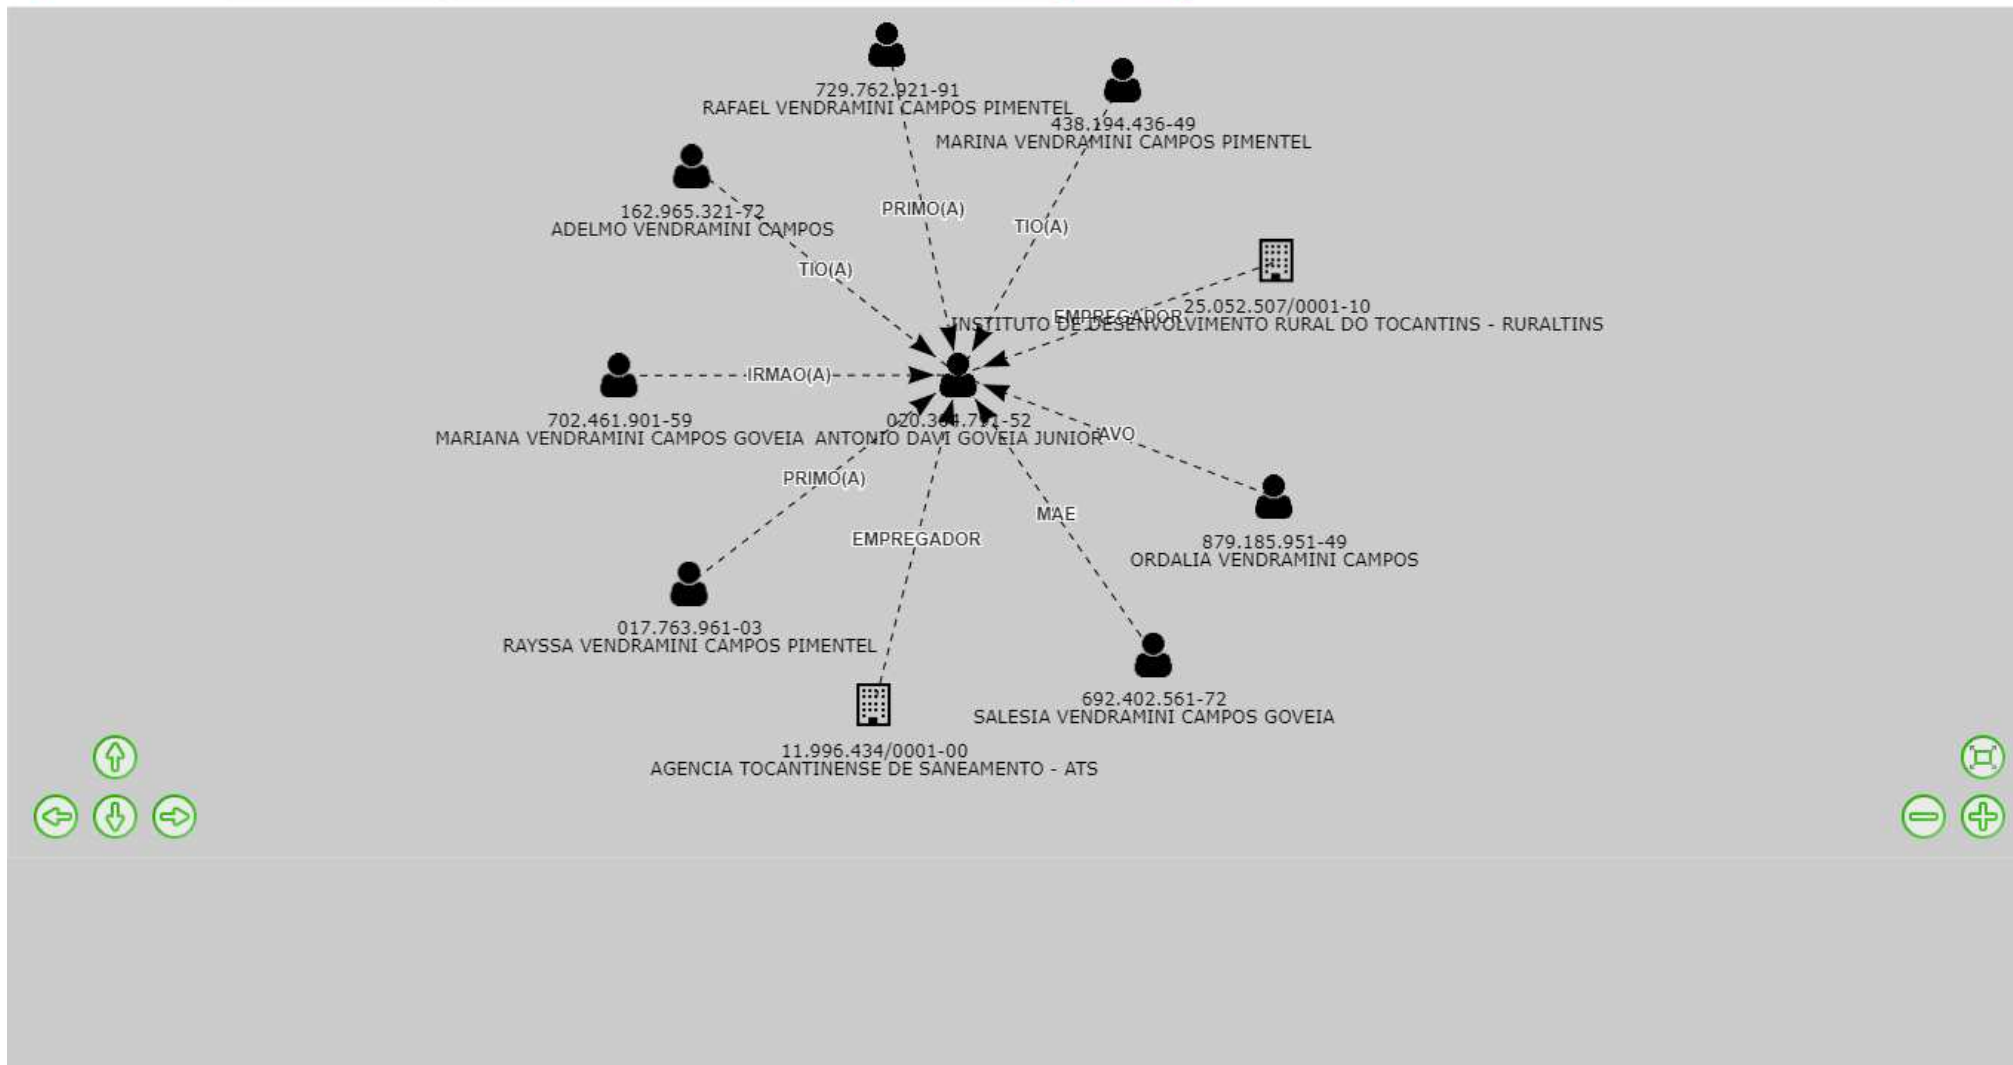 729.762.921-91
RAFAEL VENDRAMINI CAMPOS PIMENTEL
438.194.436-49
MARINA VENDRAMINI CAMPOS PIMENTEL
162.965.321-72
ADELMO VENDRAMINI CAMPOS
PRIMO(A)
TIO(A)
TIO(A)
25.052.507/0001-10
EMPREGADOR
INSTITUTO DE DESENVOLVIMENTO RURAL DO TOCANTINS - RURALTINS
IRMAO(A)
702.461.901-59
MARIANA VENDRAMINI CAMPOS GOVEIA
ANTONIO DAVI GOVEIA JUNIOR
AVO
PRIMO(A)
MAE
EMPREGADOR
879.185.951-49
ORDALIA VENDRAMINI CAMPOS
017.763.961-03
RAYSSA VENDRAMINI CAMPOS PIMENTEL
692.402.561-72
SALESIA VENDRAMINI CAMPOS GOVEIA
11.996.434/0001-00
AGENCIA TOCANTINENSE DE SANEAMENTO - ATS